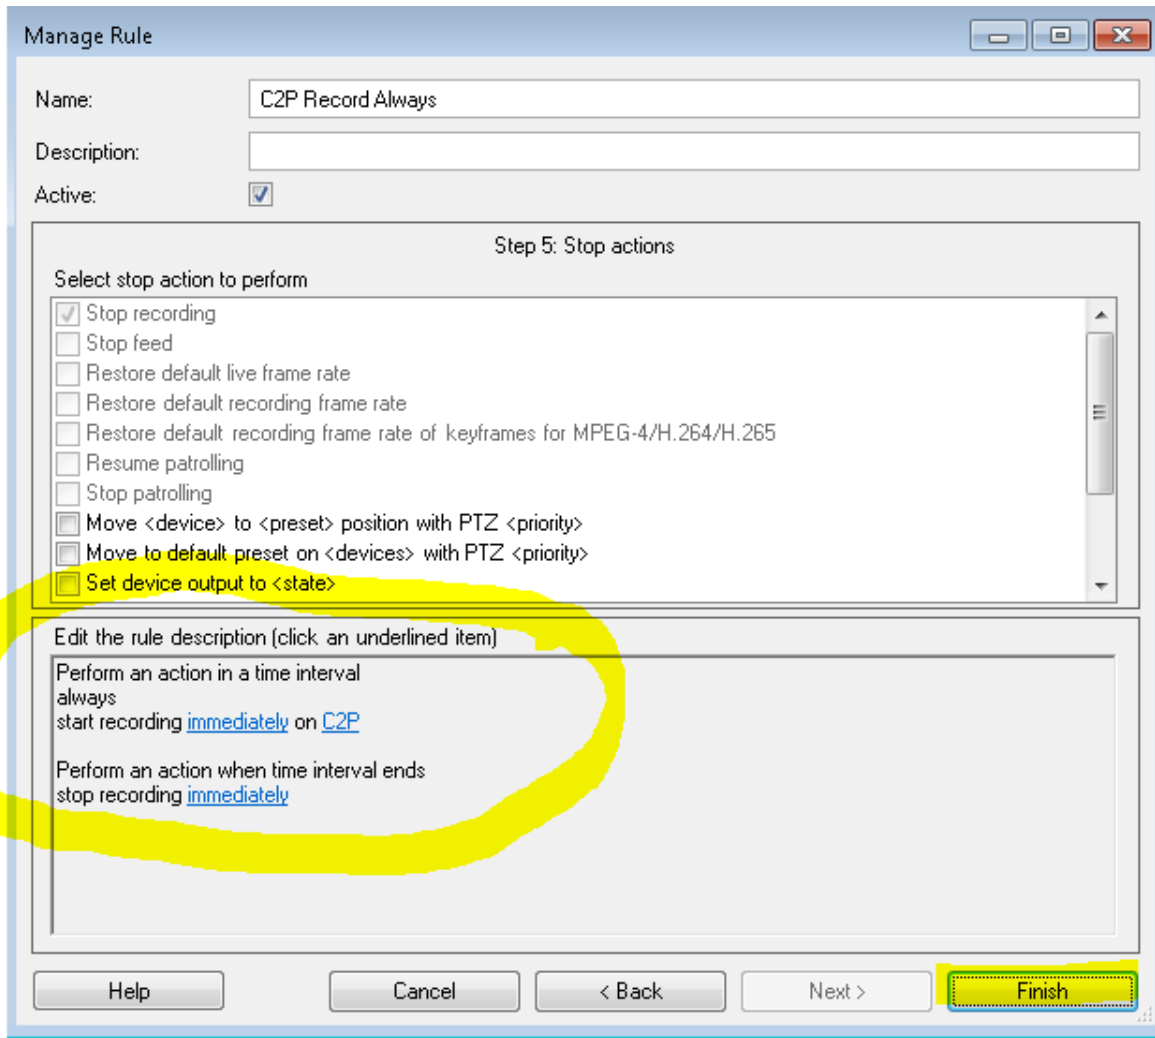 Manage Rule
Name:
C2P Record Always
Description:
Active:
Step 5: Stop actions
Select stop action to perform
Stop recording
Stop feed
Restore default live frame rate
Restore default recording frame rate
Restore default recording frame rate of keyframes for MPEG-4/H.264/H.265
Resume patrolling
Stop patrolling
Move <device> to <preset> position with PTZ <priority>
Move to default preset on <devices> with PTZ <priority>
Set device output to <state>
Edit the rule description (click an underlined item)
Perform an action in a time interval
always
start recording immediately on C2P
Perform an action when time interval ends
stop recording immediately
Help
Cancel
< Back
Next >
Finish